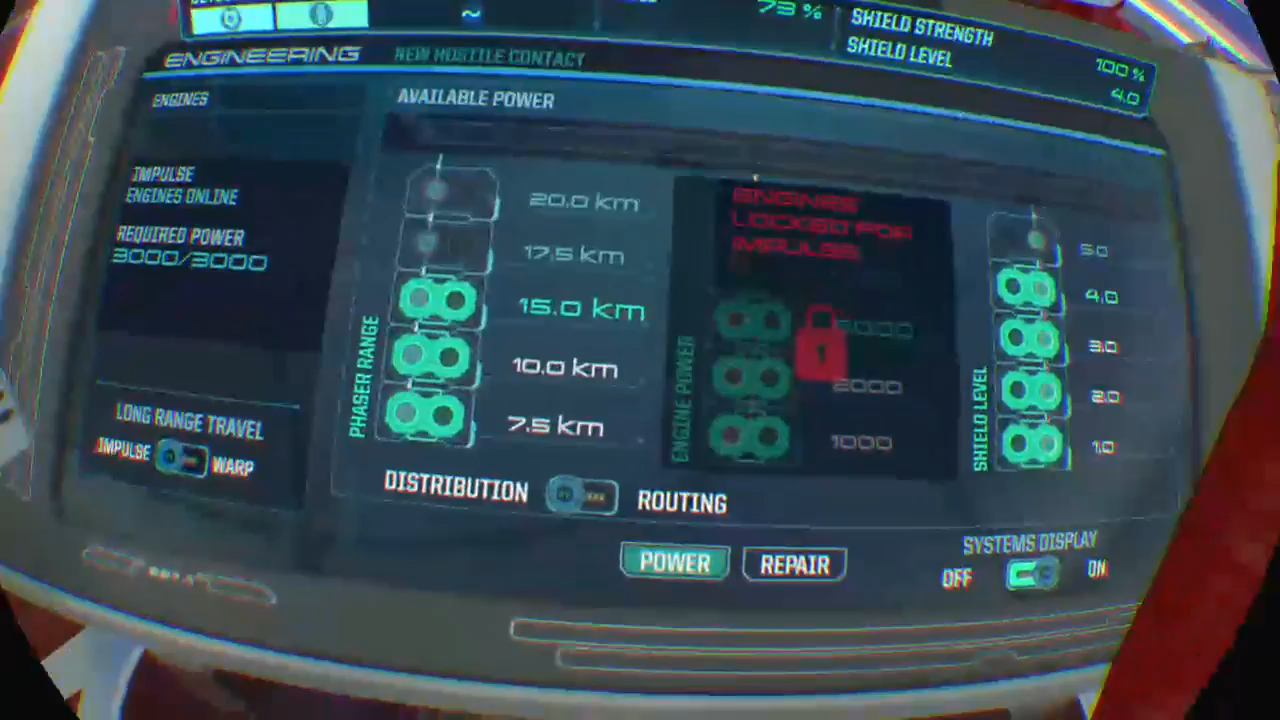 ~
73 %
SHIELD STRENGTH
100 %
SHIELD LEVEL
4.0
ENGINEERING
NEW HOSTILE CONTACT
ENGINES
AVAILABLE POWER
IMPULSE
ENGINES ONLINE
REQUIRED POWER
3000/3000
LONG RANGE TRAVEL
IMPULSE
WARP
PHASER RANGE
20.0 km
17.5 km
15.0 km
10.0 km
7.5 km
ENGINES
LOCKED FOR
IMPULSE
ENGINE POWER
2000
1000
SHIELD LEVEL
5.0
4.0
3.0
2.0
1.0
DISTRIBUTION
ROUTING
POWER
REPAIR
SYSTEMS DISPLAY
OFF
ON